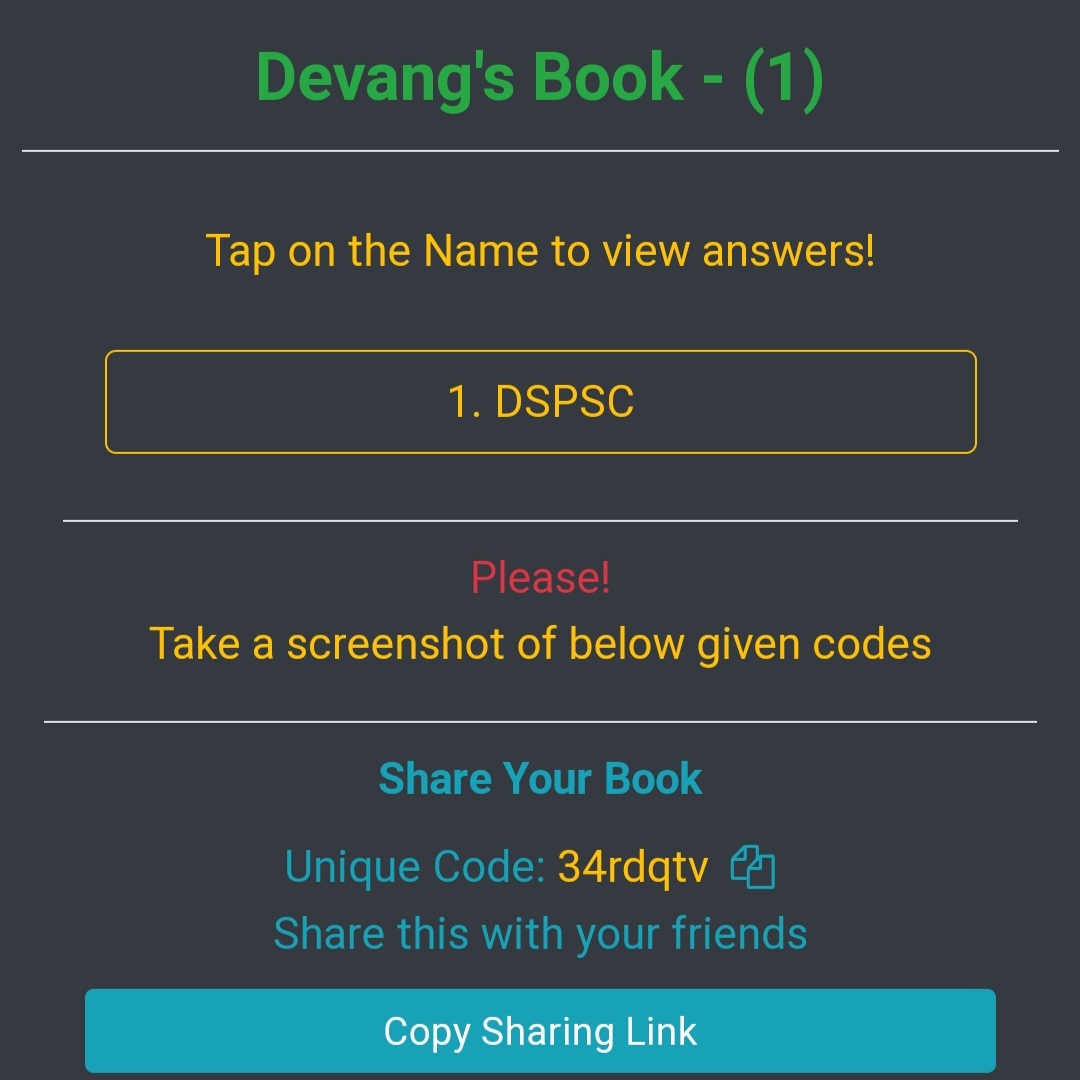 Devang's Book - (1)
Tap on the Name to view answers!
1. DSPSC
Please!
Take a screenshot of below given codes
Share Your Book
Unique Code: 34rdqtv
Share this with your friends
Copy Sharing Link